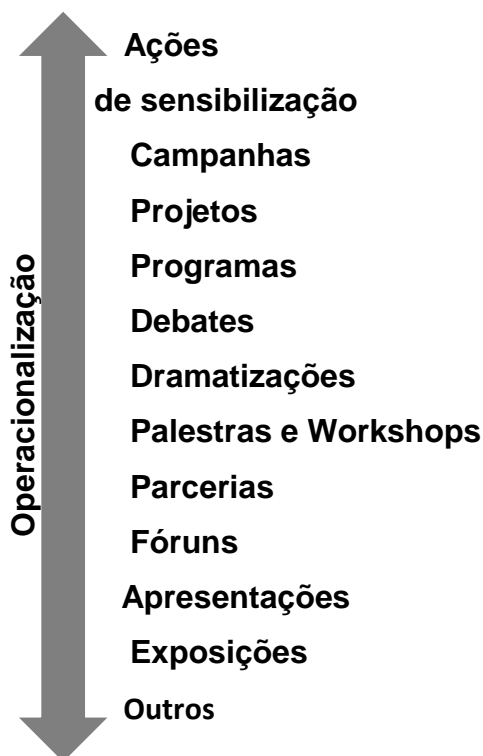 Operacionalização
Ações
de sensibilização
Campanhas
Projetos
Programas
Debates
Dramatizações
Palestras e Workshops
Parcerias
Fóruns
Apresentações
Exposições
Outros